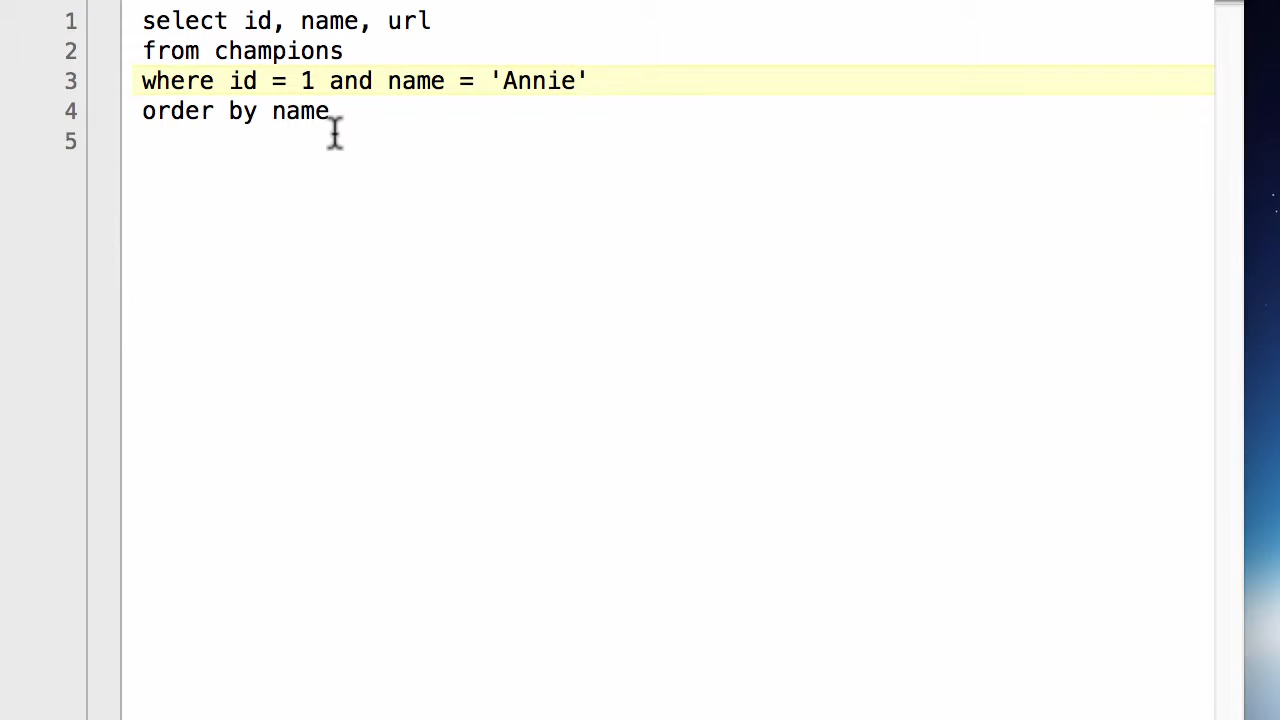 1 select id, name, url
2 from champions
3 where id = 1 and name = 'Annie'
4 order by name
5